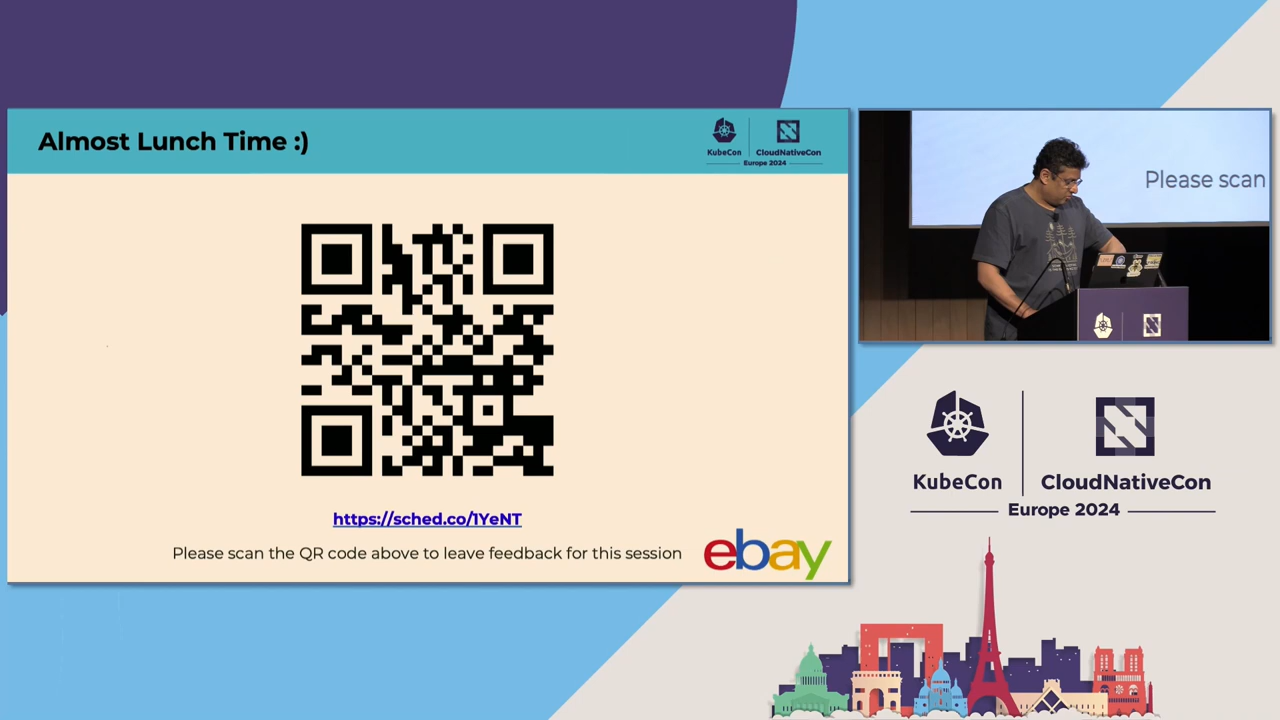 Almost Lunch Time :)
KubeCon
CloudNativeCon
Europe 2024
https://sched.co/1YeNT
Please scan the QR code above to leave feedback for this session
ebay
Please scan
KubeCon
CloudNativeCon
Europe 2024